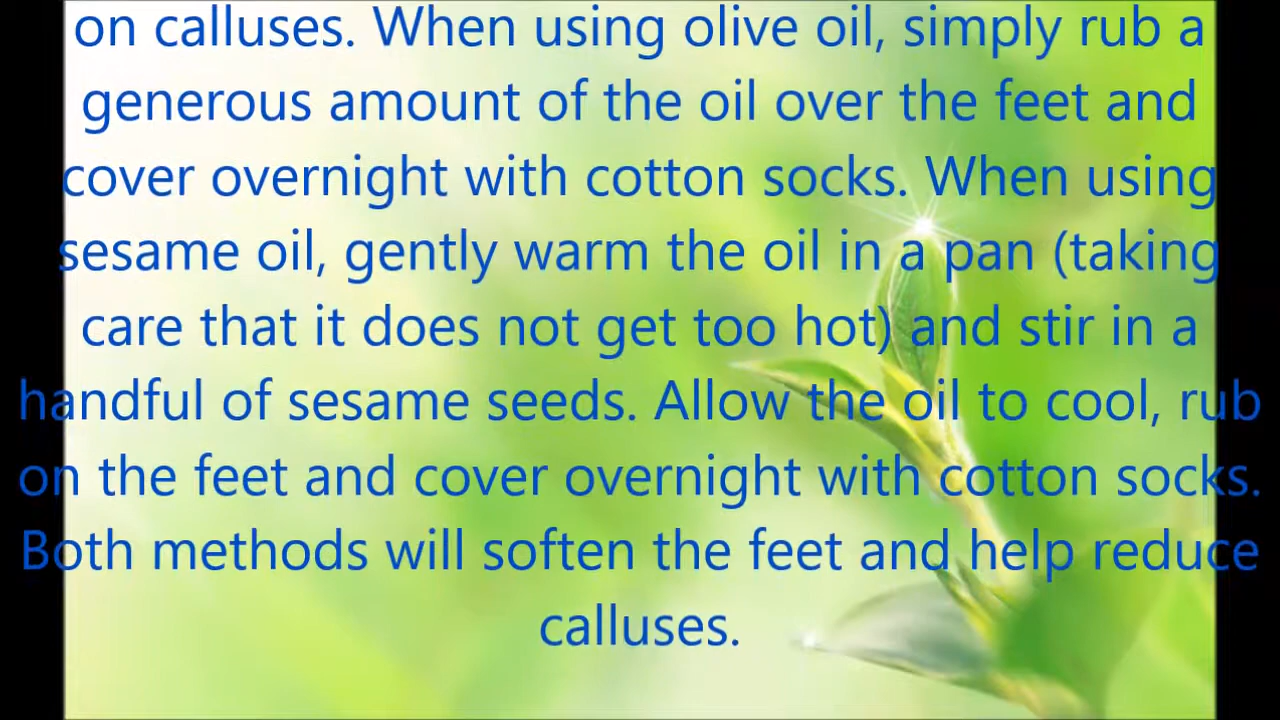 on calluses. When using olive oil, simply rub a
generous amount of the oil over the feet and
cover overnight with cotton socks. When using
sesame oil, gently warm the oil in a pan (taking
care that it does not get too hot) and stir in a
handful of sesame seeds. Allow the oil to cool, rub
on the feet and cover overnight with cotton socks.
Both methods will soften the feet and help reduce
calluses.